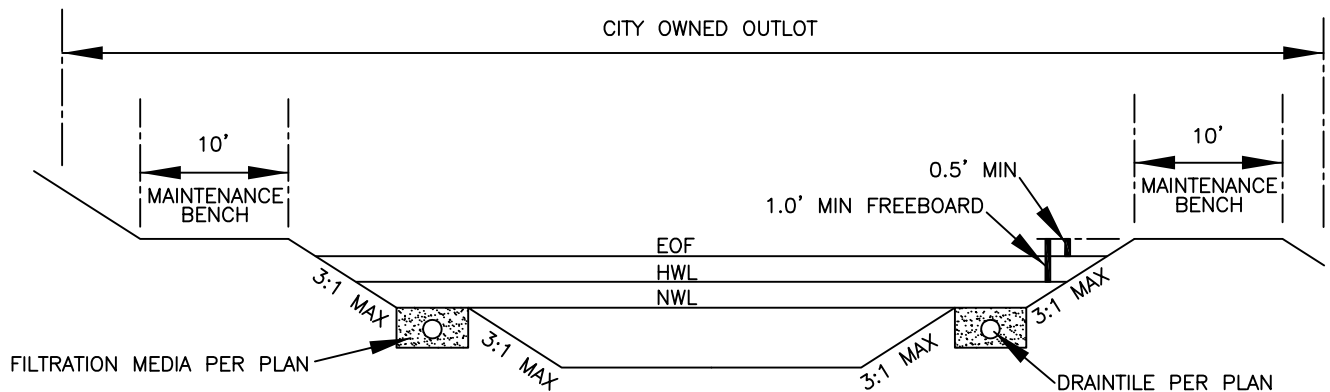 CITY OWNED OUTLOT
10'
MAINTENANCE
BENCH
10'
MAINTENANCE
BENCH
0.5' MIN
1.0' MIN FREEBOARD
EOF
HWL
NWL
3:1 MAX
3:1 MAX
3:1 MAX
3:1 MAX
FILTRATION MEDIA PER PLAN
DRAINTILE PER PLAN